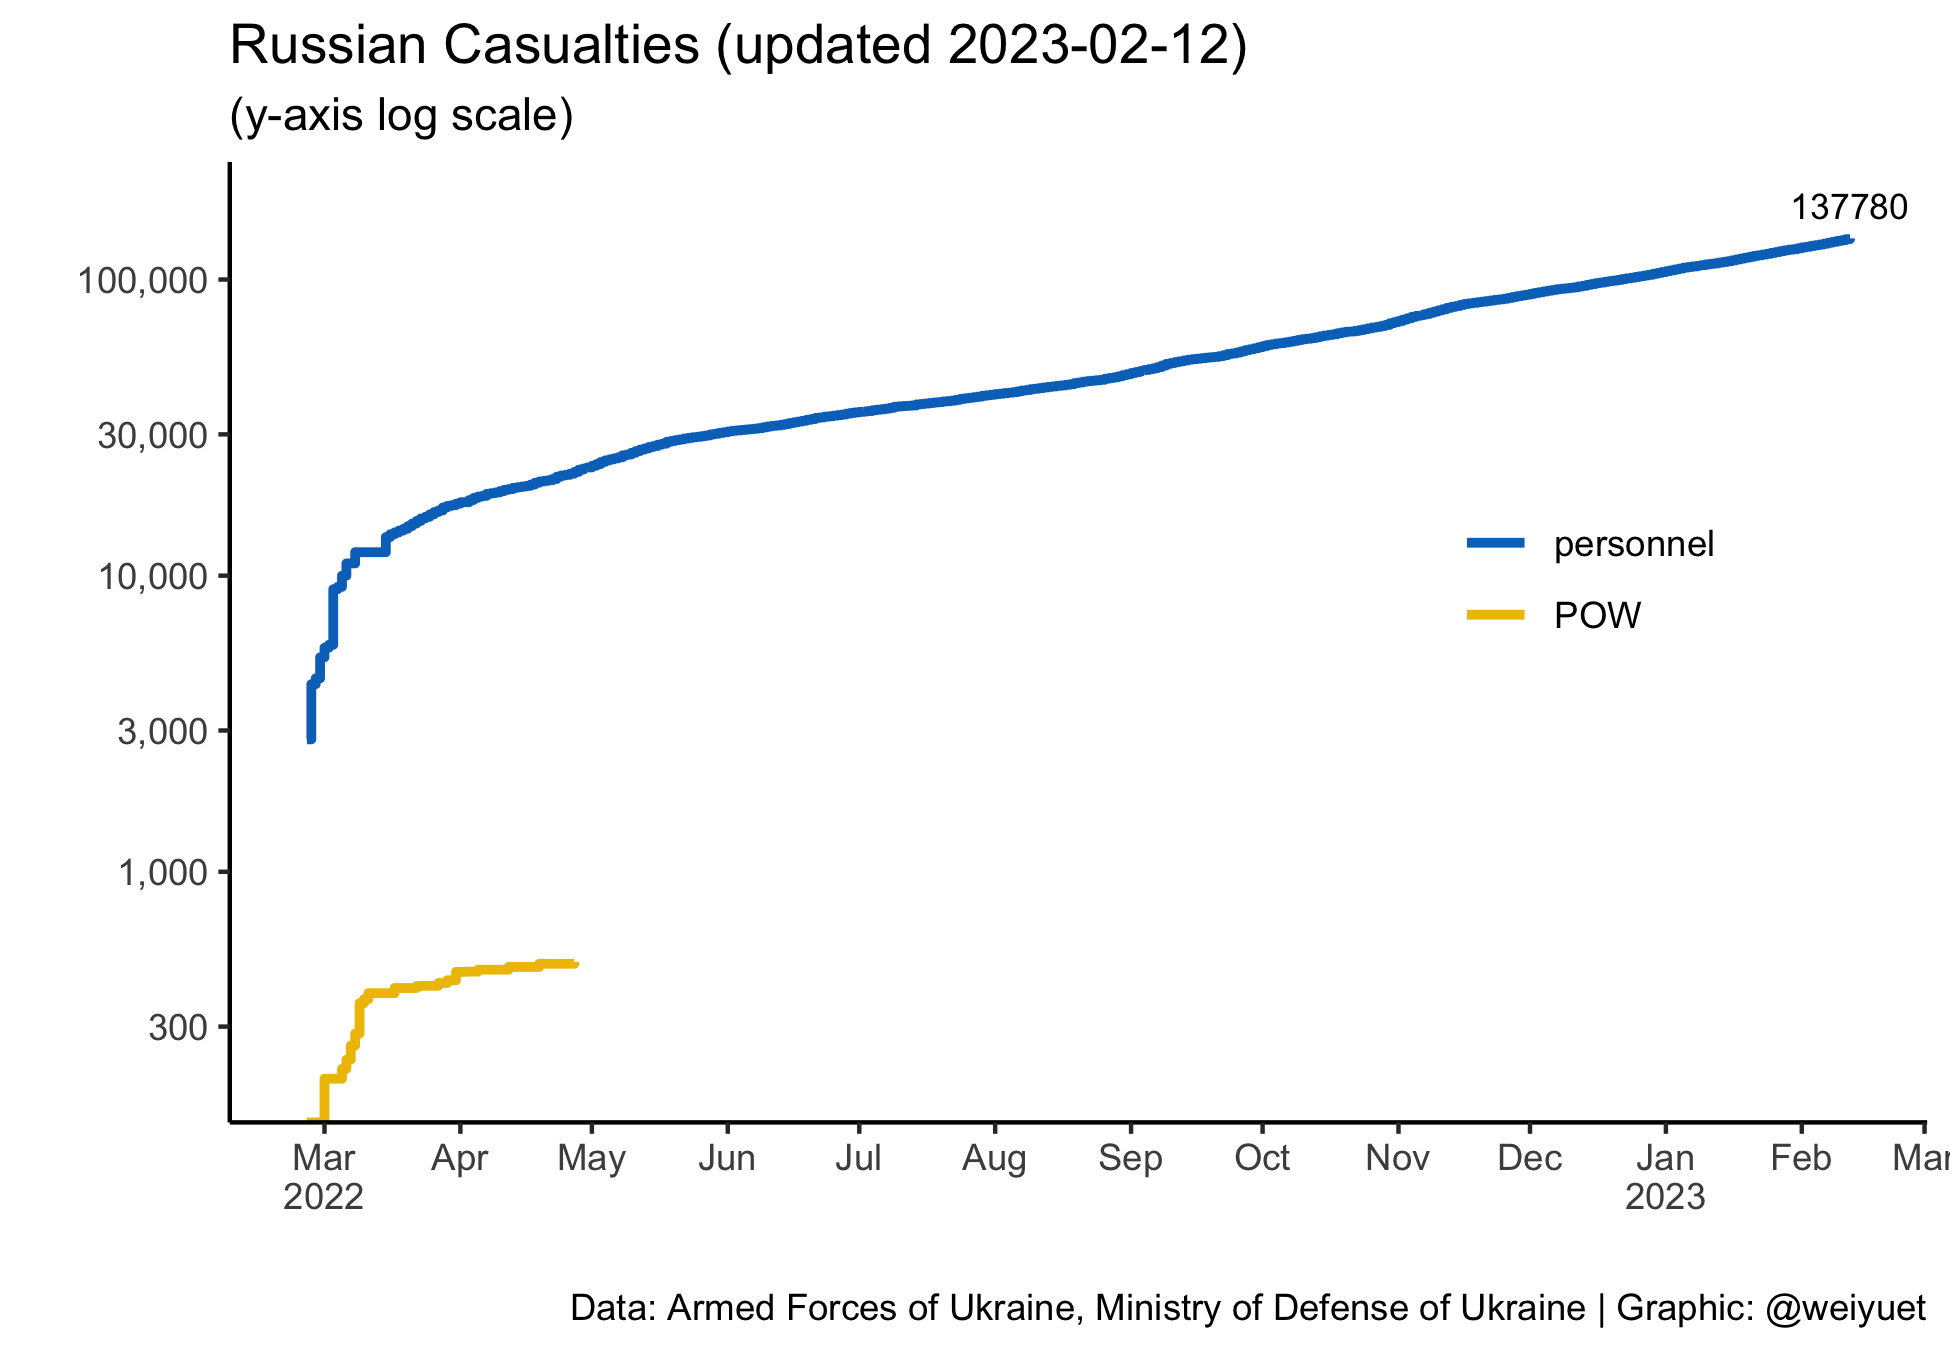 Russian Casualties (updated 2023-02-12)
(y-axis log scale)
137780
100,000
30,000
10,000
3,000
1,000
300
personnel
POW
Mar Apr May Jun Jul Aug Sep Oct Nov Dec Jan Feb Mar
2022 2023
Data: Armed Forces of Ukraine, Ministry of Defense of Ukraine | Graphic: @weiyuet